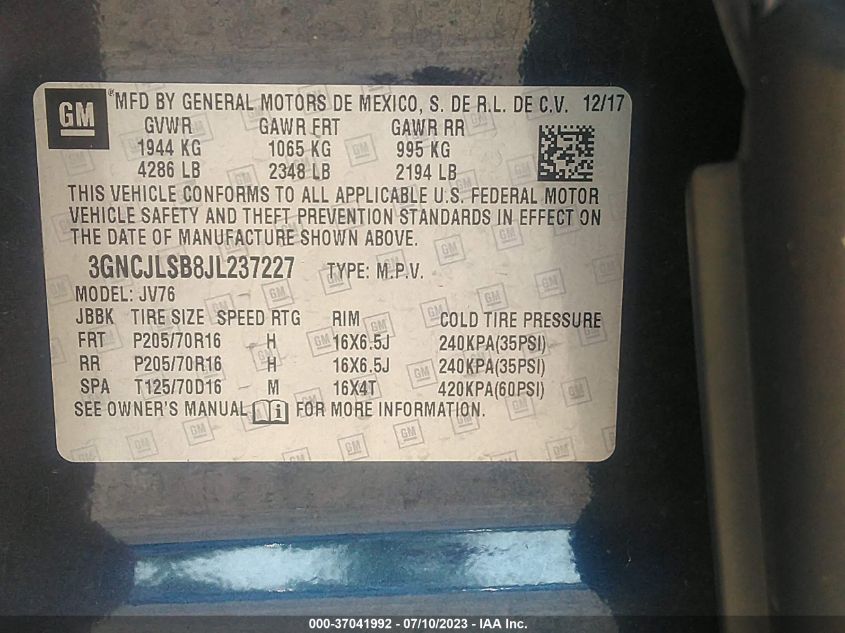 GM
®MFD BY GENERAL MOTORS DE MEXICO, S. DE R.L. DE C.V. 12/17
GVWR GAWR FRT GAWR RR
1944 KG 1065 KG 995 KG
4286 LB 2348 LB 2194 LB
THIS VEHICLE CONFORMS TO ALL APPLICABLE U.S. FEDERAL MOTOR
VEHICLE SAFETY AND THEFT PREVENTION STANDARDS IN EFFECT ON
THE DATE OF MANUFACTURE SHOWN ABOVE.
3GNCJLSB8JL237227 TYPE: M.P.V.
MODEL: JV76
JBBK TIRE SIZE SPEED RTG RIM COLD TIRE PRESSURE
FRT P205/70R16 H 16X6.5J 240KPA(35PSI)
RR P205/70R16 H 16X6.5J 240KPA(35PSI)
SPA T125/70D16 M 16X4T 420KPA(60PSI)
SEE OWNER'S MANUAL FOR MORE INFORMATION.
000-37041992 - 07/10/2023 - IAA Inc.